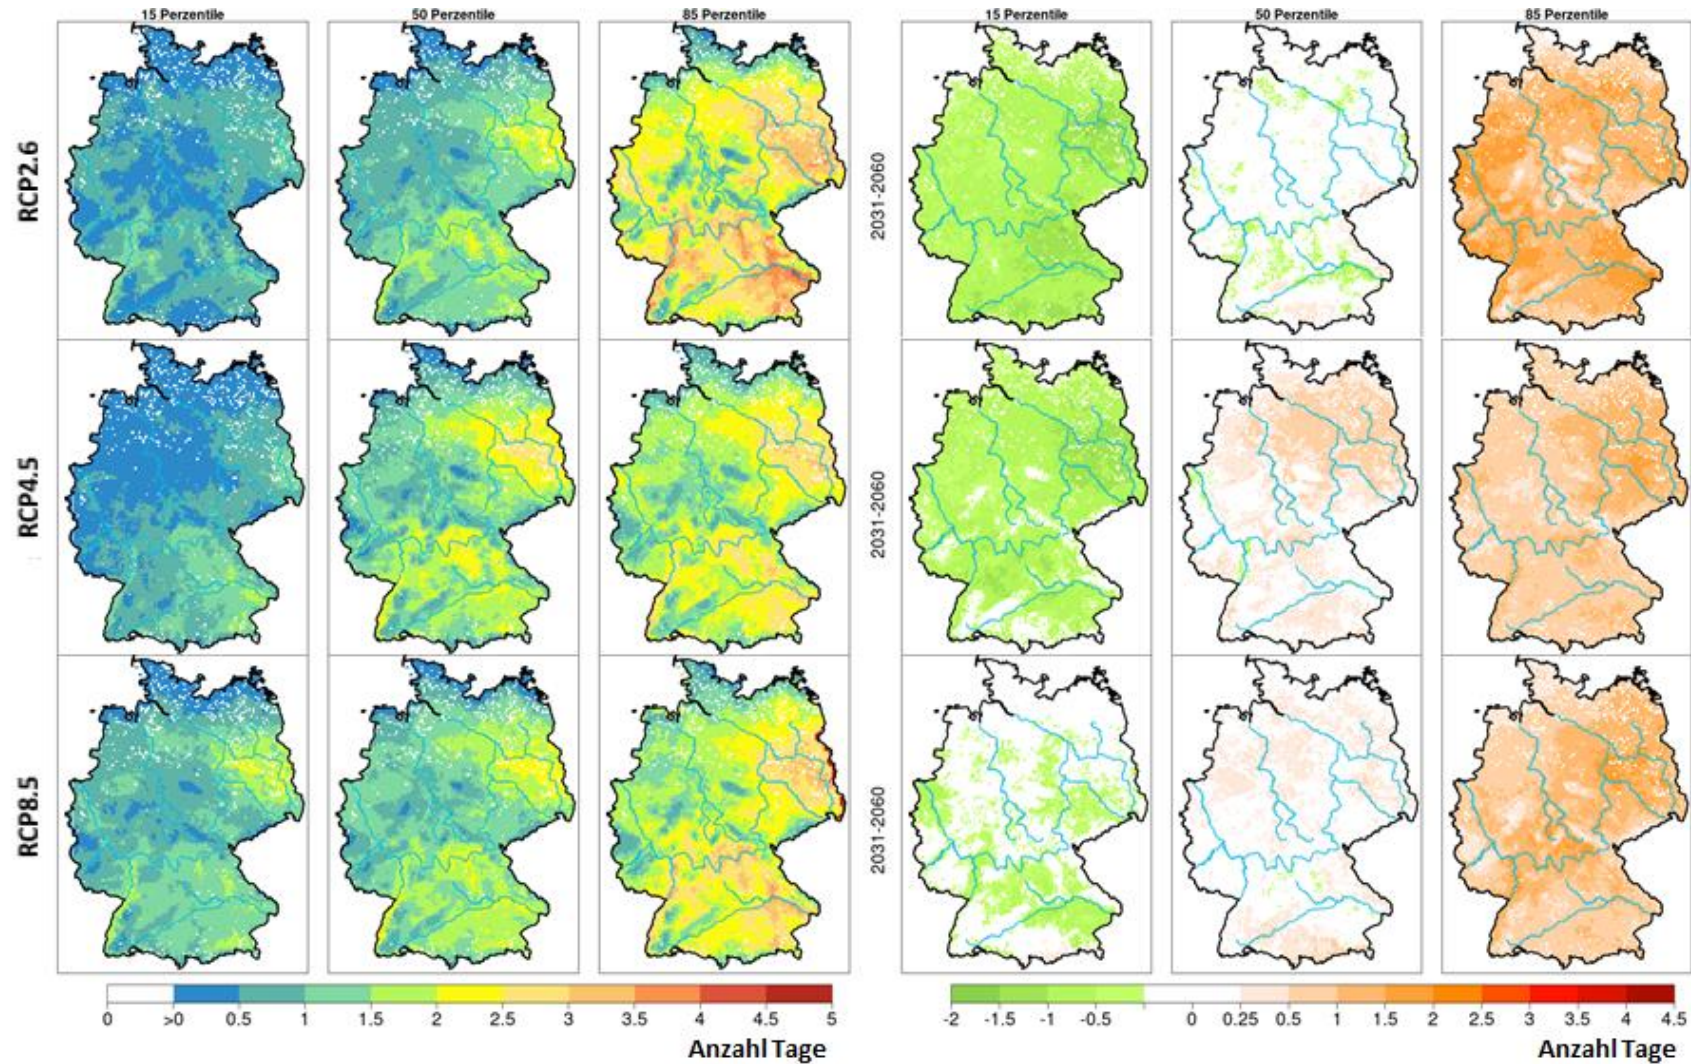 15 Perzentile 50 Perzentile 85 Perzentile 15 Perzentile 50 Perzentile 85 Perzentile
RCP2.6
2031-2060
RCP4.5
2031-2060
RCP8.5
2031-2060
0 >0 0.5 1 1.5 2 2.5 3 3.5 4 4.5 5
Anzahl Tage
-2 -1.5 -1 -0.5 0 0.25 0.5 1 1.5 2 2.5 3 3.5 4 4.5
Anzahl Tage